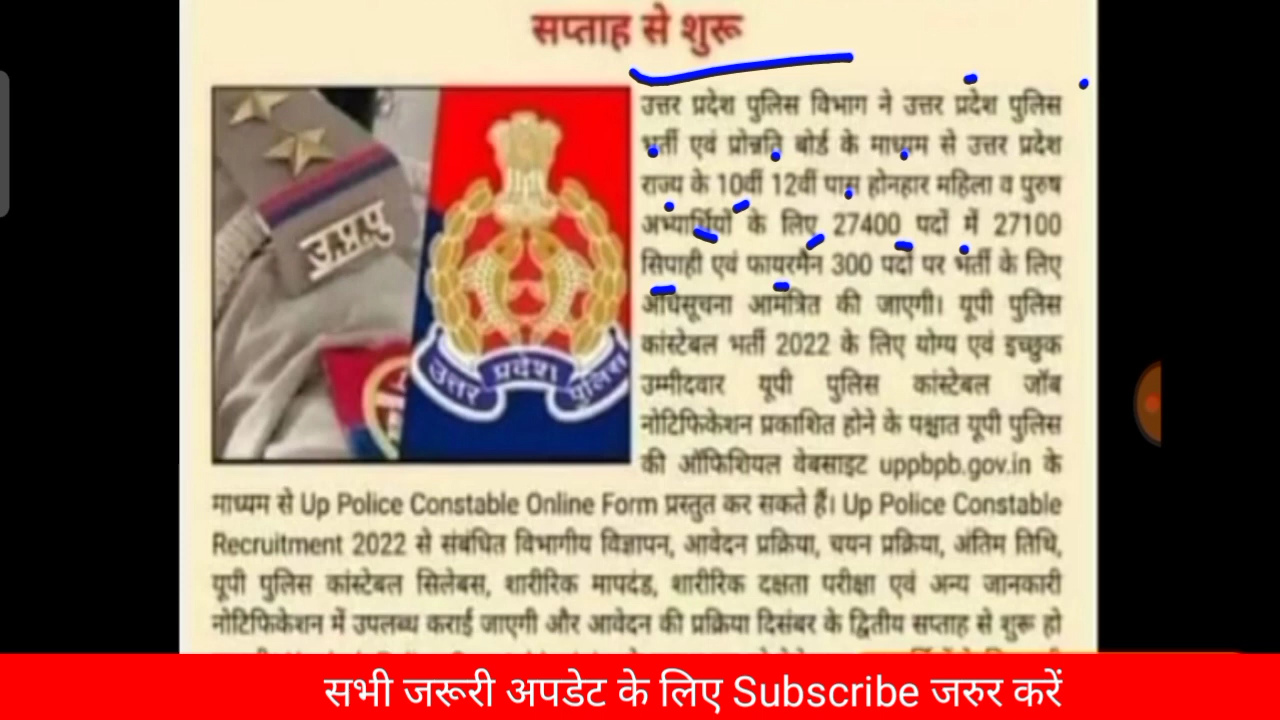 सप्ताह से शुरू
उत्तर प्रदेश पुलिस विभाग ने उत्तर प्रदेश पुलिस
भर्ती एवं प्रोन्नति बोर्ड के माध्यम से उत्तर प्रदेश
राज्य के 10वीं 12वीं पास होनहार महिला व पुरुष
अभ्यार्थियों के लिए 27400 पदों में 27100
सिपाही एवं फायरमैन 300 पदों पर भर्ती के लिए
अधिसूचना आमंत्रित की जाएगी। यूपी पुलिस
कांस्टेबल भर्ती 2022 के लिए योग्य एवं इच्छुक
उम्मीदवार यूपी पुलिस कांस्टेबल जॉब
नोटिफिकेशन प्रकाशित होने के पश्चात यूपी पुलिस
की ऑफिशियल वेबसाइट uppbpb.gov.in के
माध्यम से Up Police Constable Online Form प्रस्तुत कर सकते हैं। Up Police Constable
Recruitment 2022 से संबंधित विभागीय विज्ञापन, आवेदन प्रक्रिया, चयन प्रक्रिया, अंतिम तिथि,
यूपी पुलिस कांस्टेबल सिलेबस, शारीरिक मापदंड, शारीरिक दक्षता परीक्षा एवं अन्य जानकारी
नोटिफिकेशन में उपलब्ध कराई जाएगी और आवेदन की प्रक्रिया दिसंबर के द्वितीय सप्ताह से शुरू हो
उत्तर प्रदेश पुलिस
सभी जरूरी अपडेट के लिए Subscribe जरुर करें